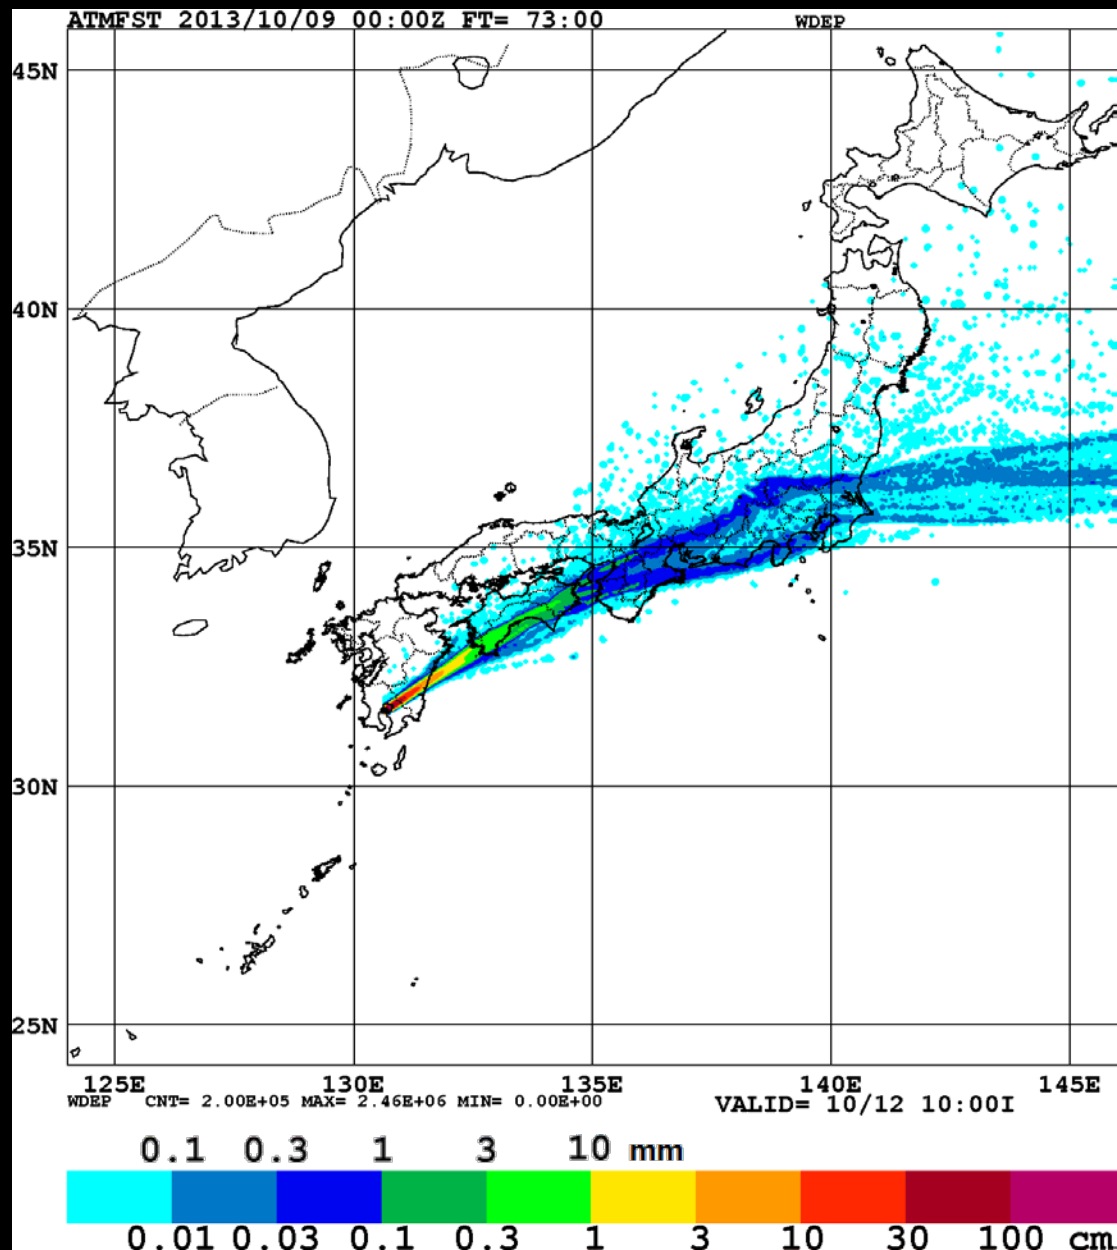 ATMFST 2013/10/09 00:00Z FT= 73:00 WDEP
45N
40N
35N
30N
25N
125E 130E 135E 140E 145E
WDEP CNT= 2.00E+05 MAX= 2.46E+06 MIN= 0.00E+00 VALID= 10/12 10:00I
0.1 0.3 1 3 10 mm
0.01 0.03 0.1 0.3 1 3 10 30 100 cm